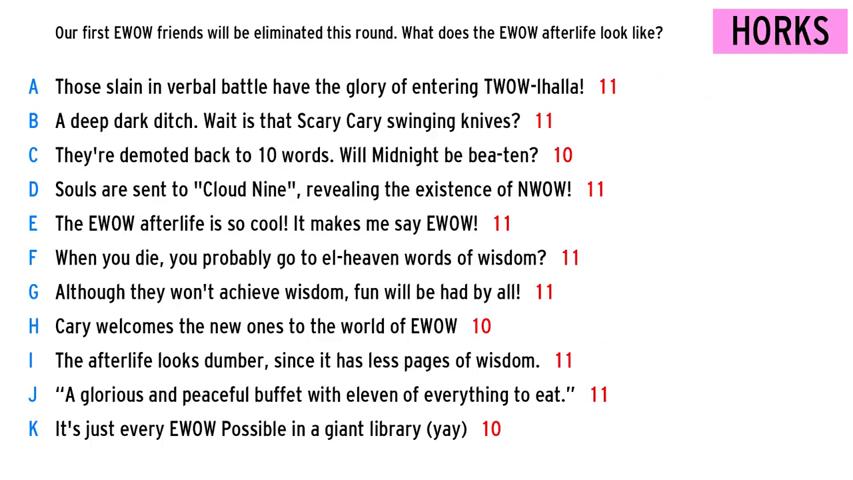 Our first EWOW friends will be eliminated this round. What does the EWOW afterlife look like?
HORKS
A Those slain in verbal battle have the glory of entering TWOW-lhalla! 11
B A deep dark ditch. Wait is that Scary Cary swinging knives? 11
C They're demoted back to 10 words. Will Midnight be bea-ten? 10
D Souls are sent to "Cloud Nine", revealing the existence of NWOW! 11
E The EWOW afterlife is so cool! It makes me say EWOW! 11
F When you die, you probably go to el-heaven words of wisdom? 11
G Although they won't achieve wisdom, fun will be had by all! 11
H Cary welcomes the new ones to the world of EWOW 10
I The afterlife looks dumber, since it has less pages of wisdom. 11
J “A glorious and peaceful buffet with eleven of everything to eat.” 11
K It's just every EWOW Possible in a giant library (yay) 10